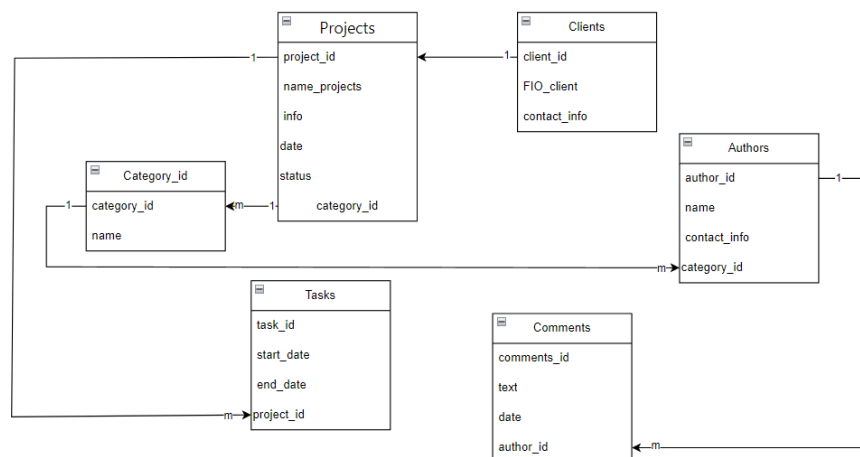 Projects
project_id
name_projects
info
date
status
category_id
Clients
client_id
FIO_client
contact_info
Authors
author_id
name
contact_info
category_id
Category_id
category_id
name
Tasks
task_id
start_date
end_date
project_id
Comments
comments_id
text
date
author_id
1
1
1
m
1
1
m
m
m